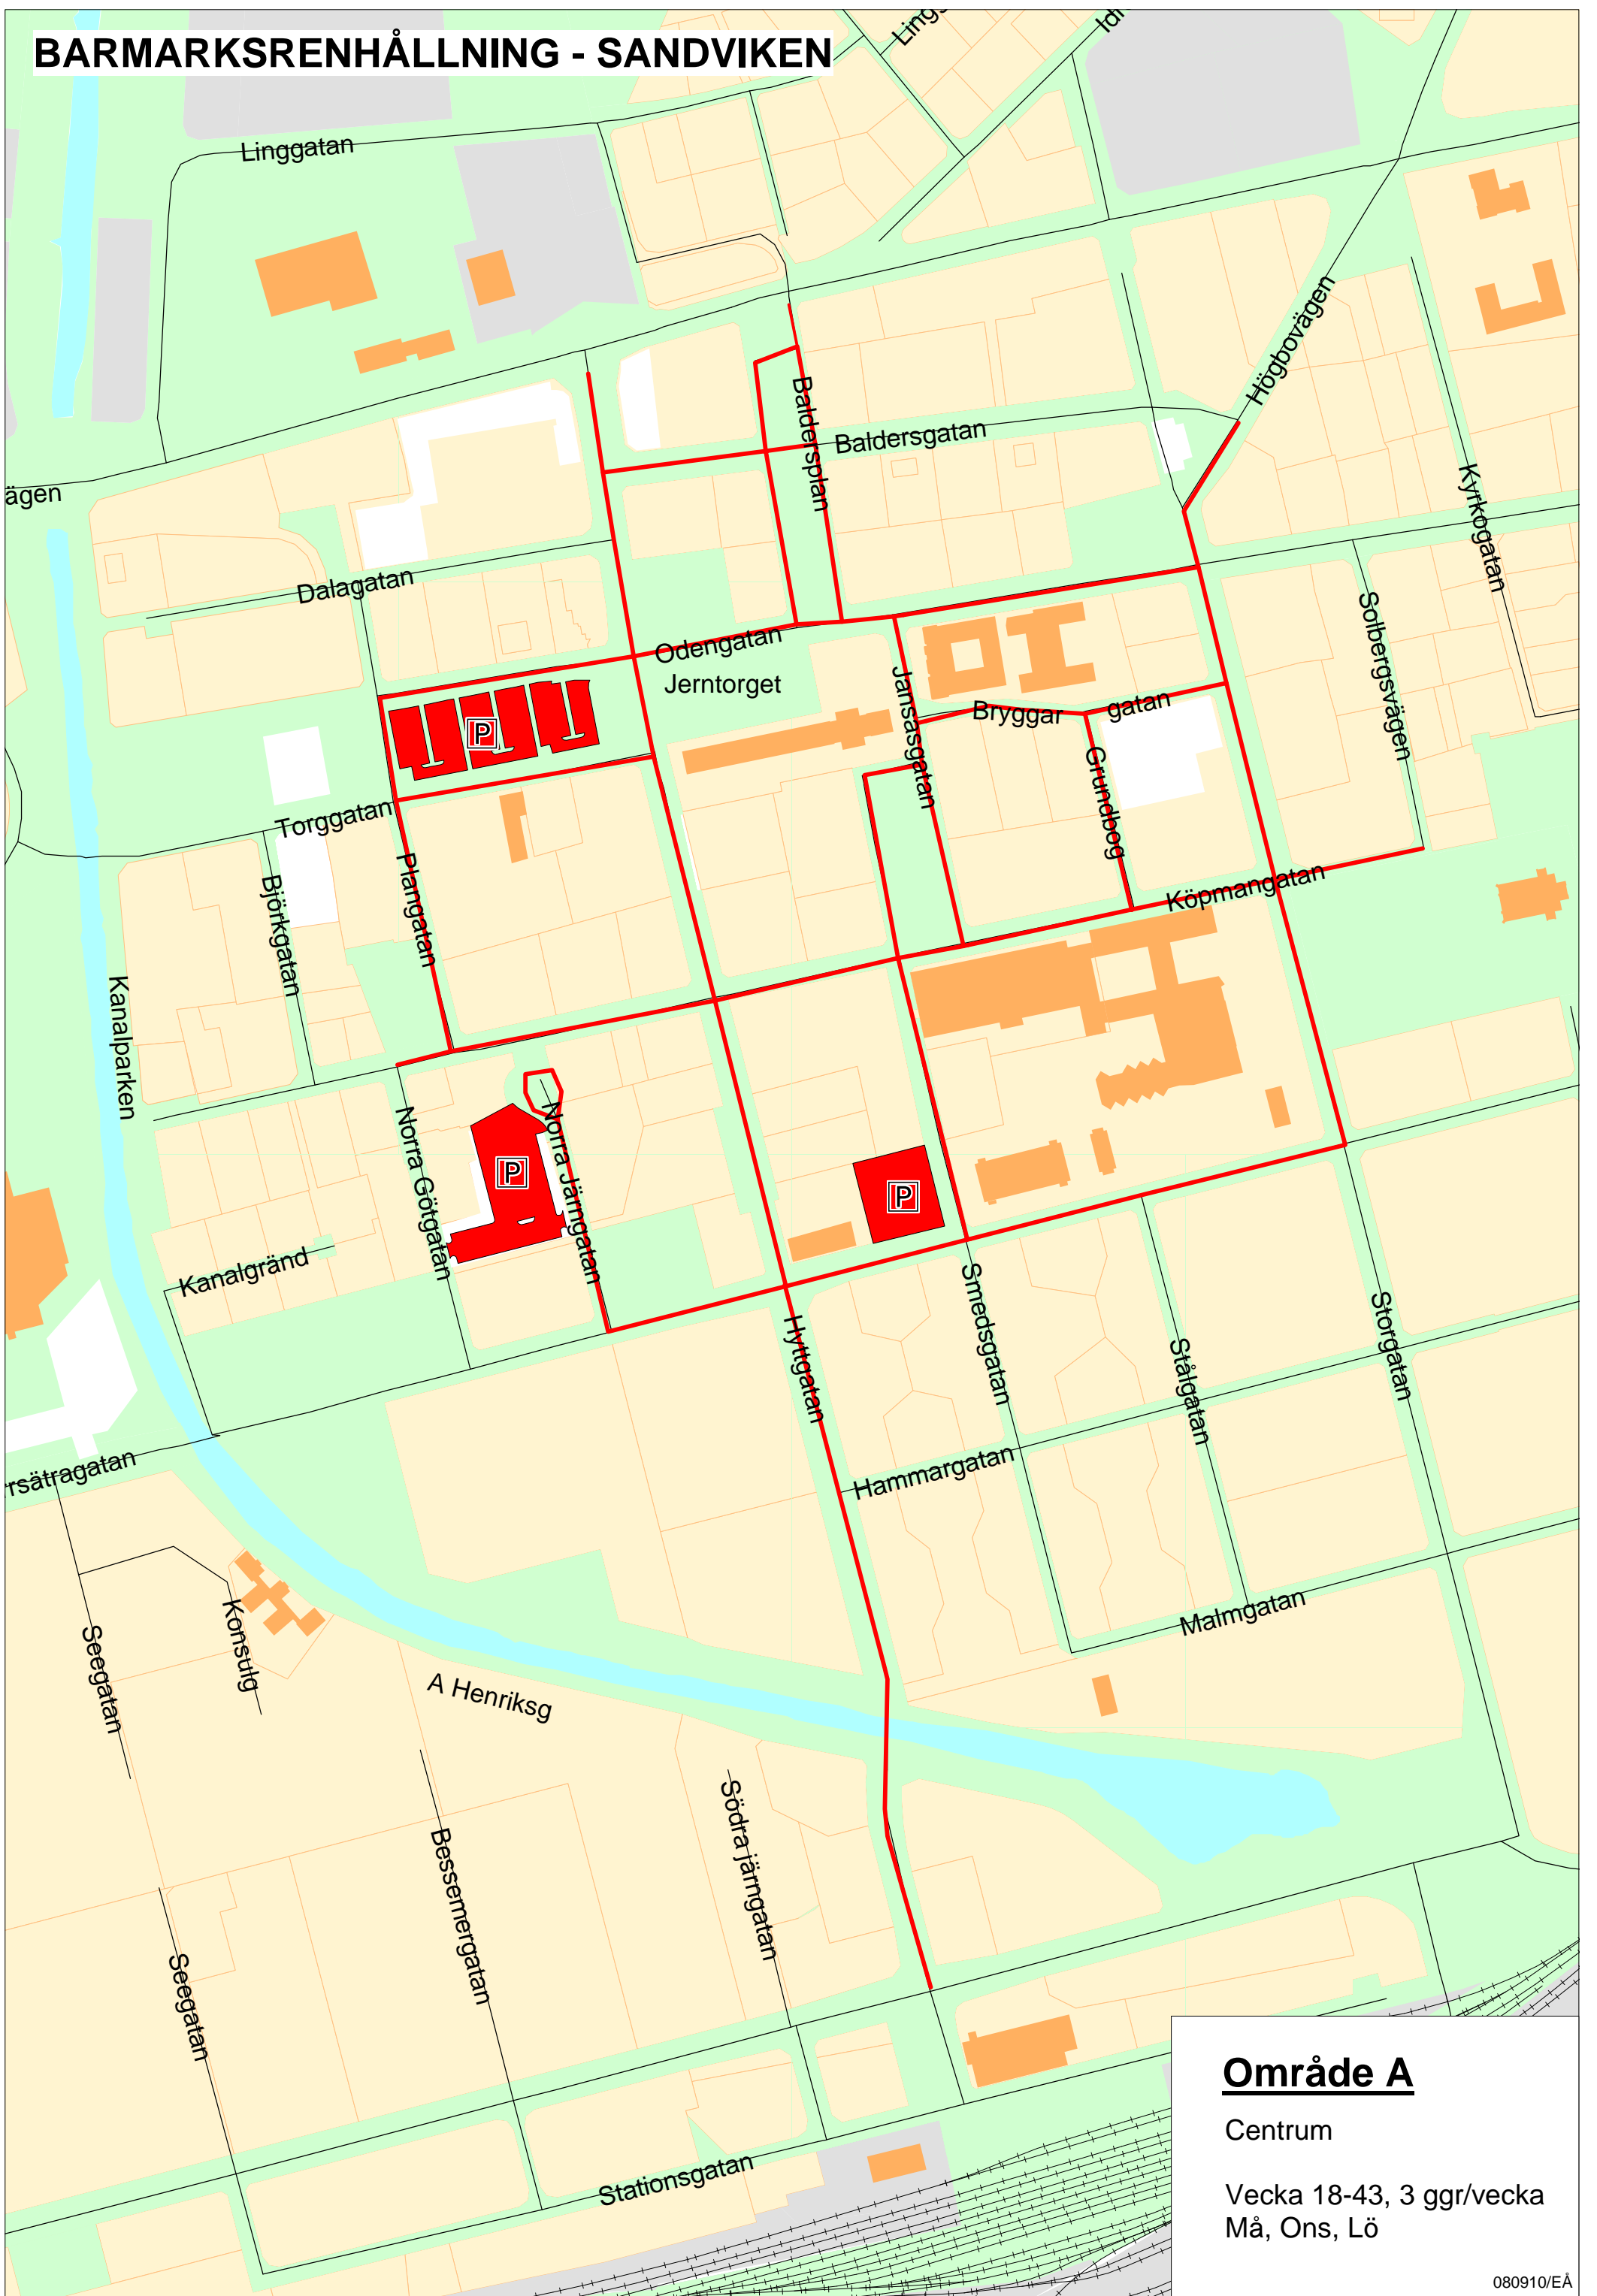 BARMARKSRENHÅLLNING - SANDVIKEN
Linggatan
Högbovägen
Baldersplan
Baldersgatan
ägen
Kyrkogatan
Dalagatan
Solbergsvägen
Odengatan
Jerntorget
Jansasgatan
Bryggar gatan
P
Grundbog
Torggatan
Plangatan
Björkgatan
Köpmangatan
Kanalparken
Norra Götgatan
Norra Järngatan
P
P
Kanalgränd
Smedsgatan
Storgatan
Hyttgatan
Stålgatan
Hammargatan
rsätragatan
Malmgatan
Konsulg
Seegatan
A Henriksg
Södra järngatan
Bessemergatan
Seegatan
Stationsgatan
Område A
Centrum
Vecka 18-43, 3 ggr/vecka
Må, Ons, Lö
080910/EÅ